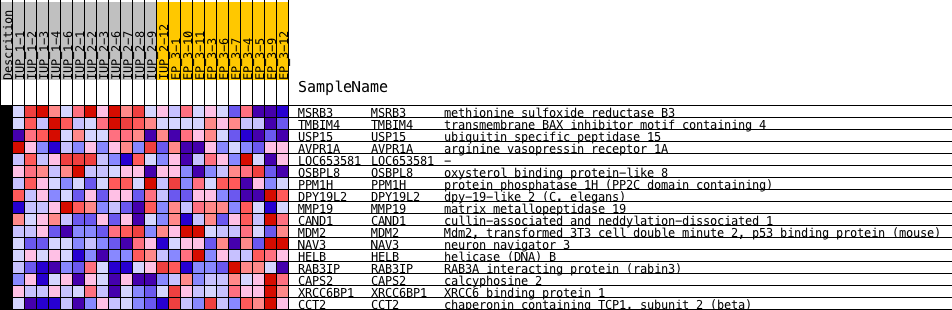 Descrition
IUP_1-1
IUP_1-2
IUP_1-3
IUP_1-4
IUP_1-6
IUP_2-1
IUP_2-2
IUP_2-3
IUP_2-6
IUP_2-7
IUP_2-8
IUP_2-9
IUP_2-12
EP_3-1
EP_3-10
EP_3-11
EP_3-3
EP_3-6
EP_3-7
EP_3-4
EP_3-5
EP_3-9
EP_3-12
SampleName
MSRB3 MSRB3 methionine sulfoxide reductase B3
TMBIM4 TMBIM4 transmembrane BAX inhibitor motif containing 4
USP15 USP15 ubiquitin specific peptidase 15
AVPR1A AVPR1A arginine vasopressin receptor 1A
LOC653581 LOC653581 –
OSBPL8 OSBPL8 oxysterol binding protein-like 8
PPM1H PPM1H protein phosphatase 1H (PP2C domain containing)
DPY19L2 DPY19L2 dpy-19-like 2 (C. elegans)
MMP19 MMP19 matrix metallopeptidase 19
CAND1 CAND1 cullin-associated and neddylation-dissociated 1
MDM2 MDM2 Mdm2, transformed 3T3 cell double minute 2, p53 binding protein (mouse)
NAV3 NAV3 neuron navigator 3
HELB HELB helicase (DNA) B
RAB3IP RAB3IP RAB3A interacting protein (rabin3)
CAPS2 CAPS2 calcyphosine 2
XRCC6BP1 XRCC6BP1 XRCC6 binding protein 1
CCT2 CCT2 chaperonin containing TCP1, subunit 2 (beta)